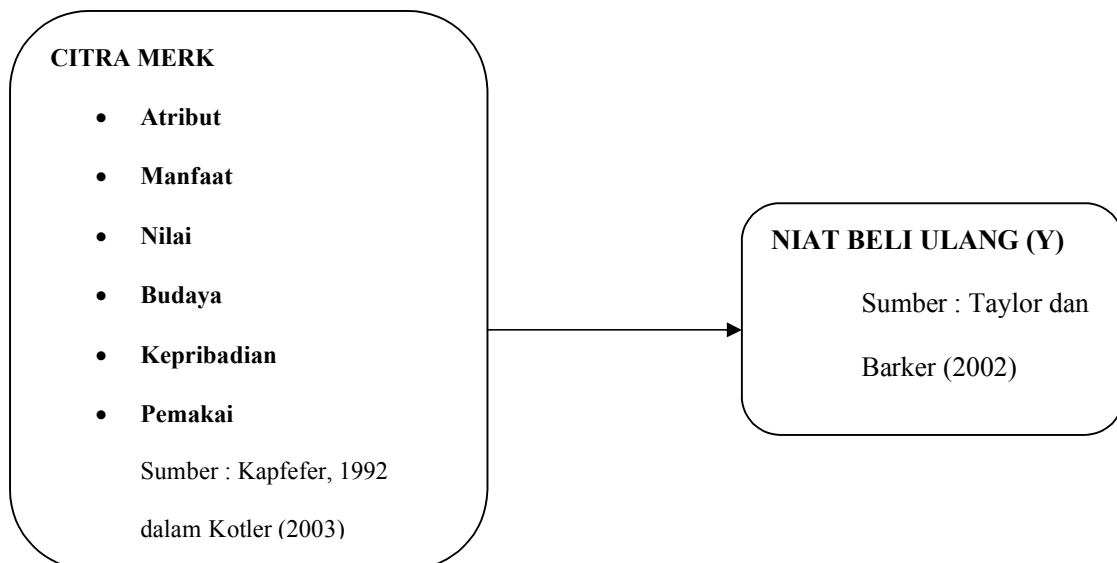 CITRA MERK
• Atribut
• Manfaat
• Nilai
• Budaya
• Kepribadian
• Pemakai
Sumber : Kapfefer, 1992
dalam Kotler (2003)
NIAT BELI ULANG (Y)
Sumber : Taylor dan
Barker (2002)